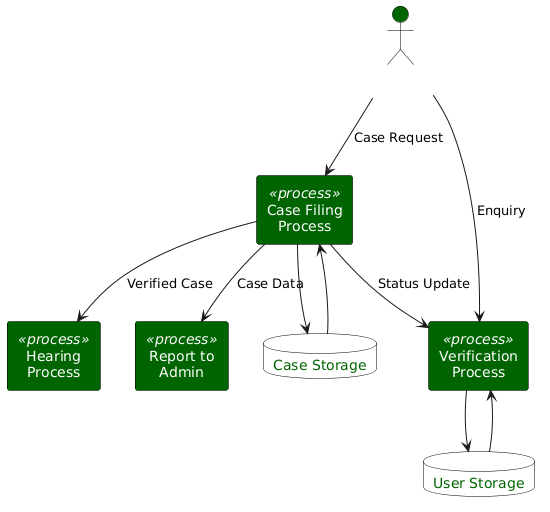 Case Request
Enquiry
«process»
Case Filing
Process
Verified Case
Case Data
Status Update
«process»
Hearing
Process
«process»
Report to
Admin
Case Storage
«process»
Verification
Process
User Storage